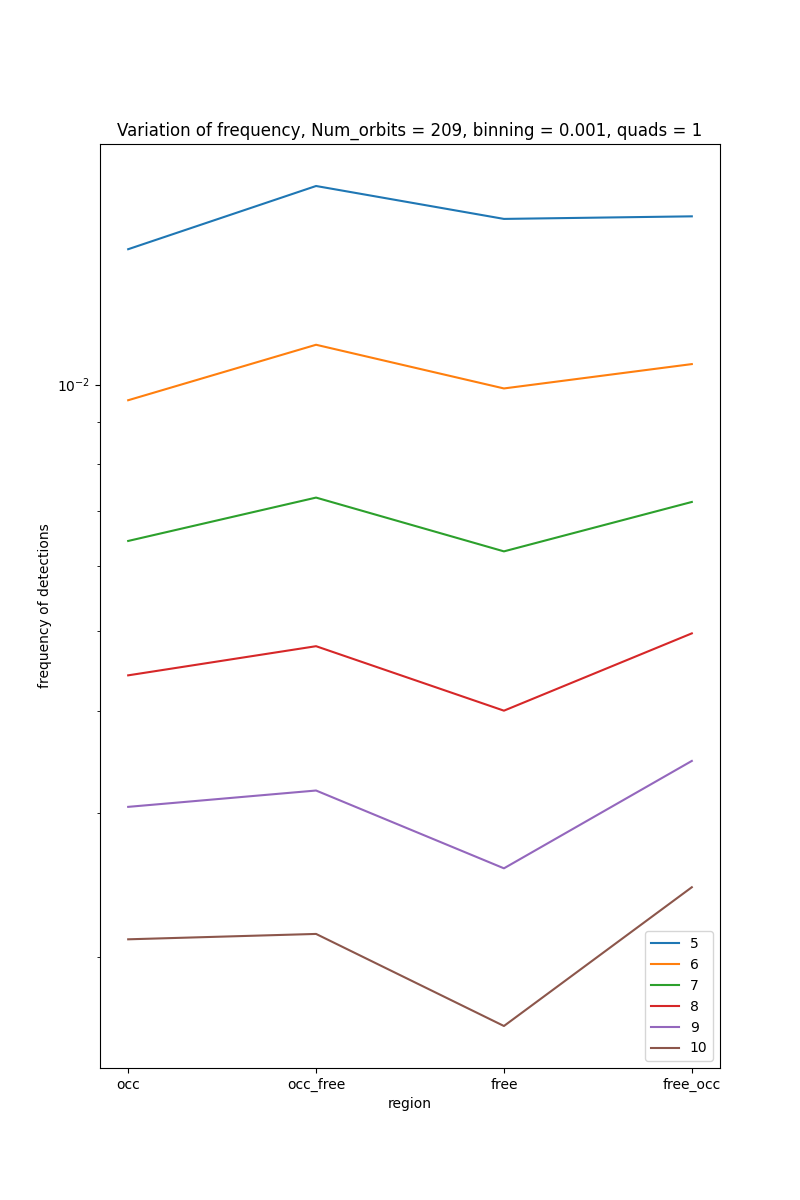 Variation of frequency, Num_orbits = 209, binning = 0.001, quads = 1
10⁻²
frequency of detections
5
6
7
8
9
10
occ occ_free free free_occ
region